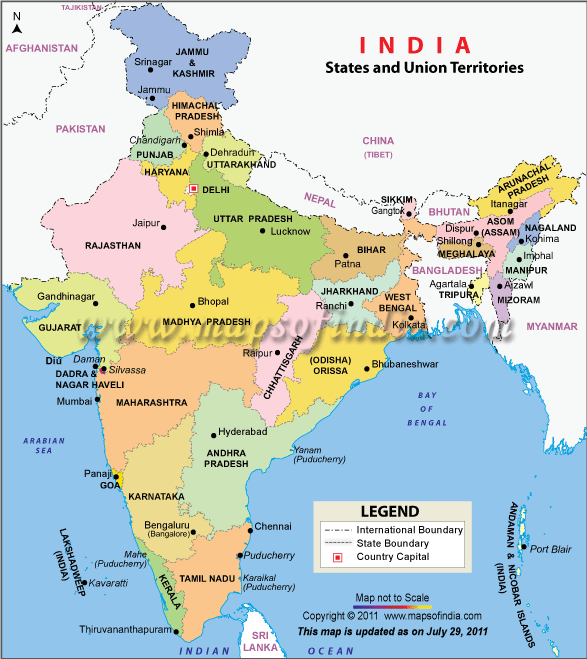 TAJIKISTAN
N
AFGHANISTAN
INDIA
States and Union Territories
JAMMU
& KASHMIR
Srinagar
Jammu
HIMACHAL
PRADESH
Shimla
PAKISTAN
Chandigarh
PUNJAB
Dehradun
UTTARAKHAND
HARYANA
DELHI
CHINA
(TIBET)
NEPAL
SIKKIM
Gangtok
BHUTAN
ARUNACHAL
PRADESH
Itanagar
ASOM
(ASSAM)
Dispur
NAGALAND
Kohima
Shillong
MEGHALAYA
Imphal
MANIPUR
BANGLADESH
Agartala
TRIPURA
Aizawl
MIZORAM
MYANMAR
Jaipur
RAJASTHAN
UTTAR PRADESH
Lucknow
BIHAR
Patna
JHARKHAND
Ranchi
WEST
BENGAL
Kolkata
Gandhinagar
GUJARAT
Bhopal
MADHYA PRADESH
www.mapsofindia.com
Raipur
CHHATTISGARH
(ODISHA)
ORISSA
Bhubaneshwar
Diu
Daman
DADRA &
NAGAR HAVELI
Silvassa
Mumbai
MAHARASHTRA
BAY
OF
BENGAL
ARABIAN
SEA
Hyderabad
ANDHRA
PRADESH
Yanam
(Puducherry)
Panaji
GOA
KARNATAKA
Bengaluru
(Bangalore)
Chennai
LEGEND
International Boundary
State Boundary
Country Capital
ANDAMAN & NICOBAR ISLANDS
(INDIA)
Port Blair
LAKSHADWEEP
(INDIA)
Kavaratti
Mahe
(Puducherry)
Puducherry
KERALA
TAMIL NADU
Karaikal
(Puducherry)
Thiruvananthapuram
SRI
LANKA
Map not to Scale
Copyright © 2011 www.mapsofindia.com
This map is updated as on July 29, 2011
INDIAN OCEAN